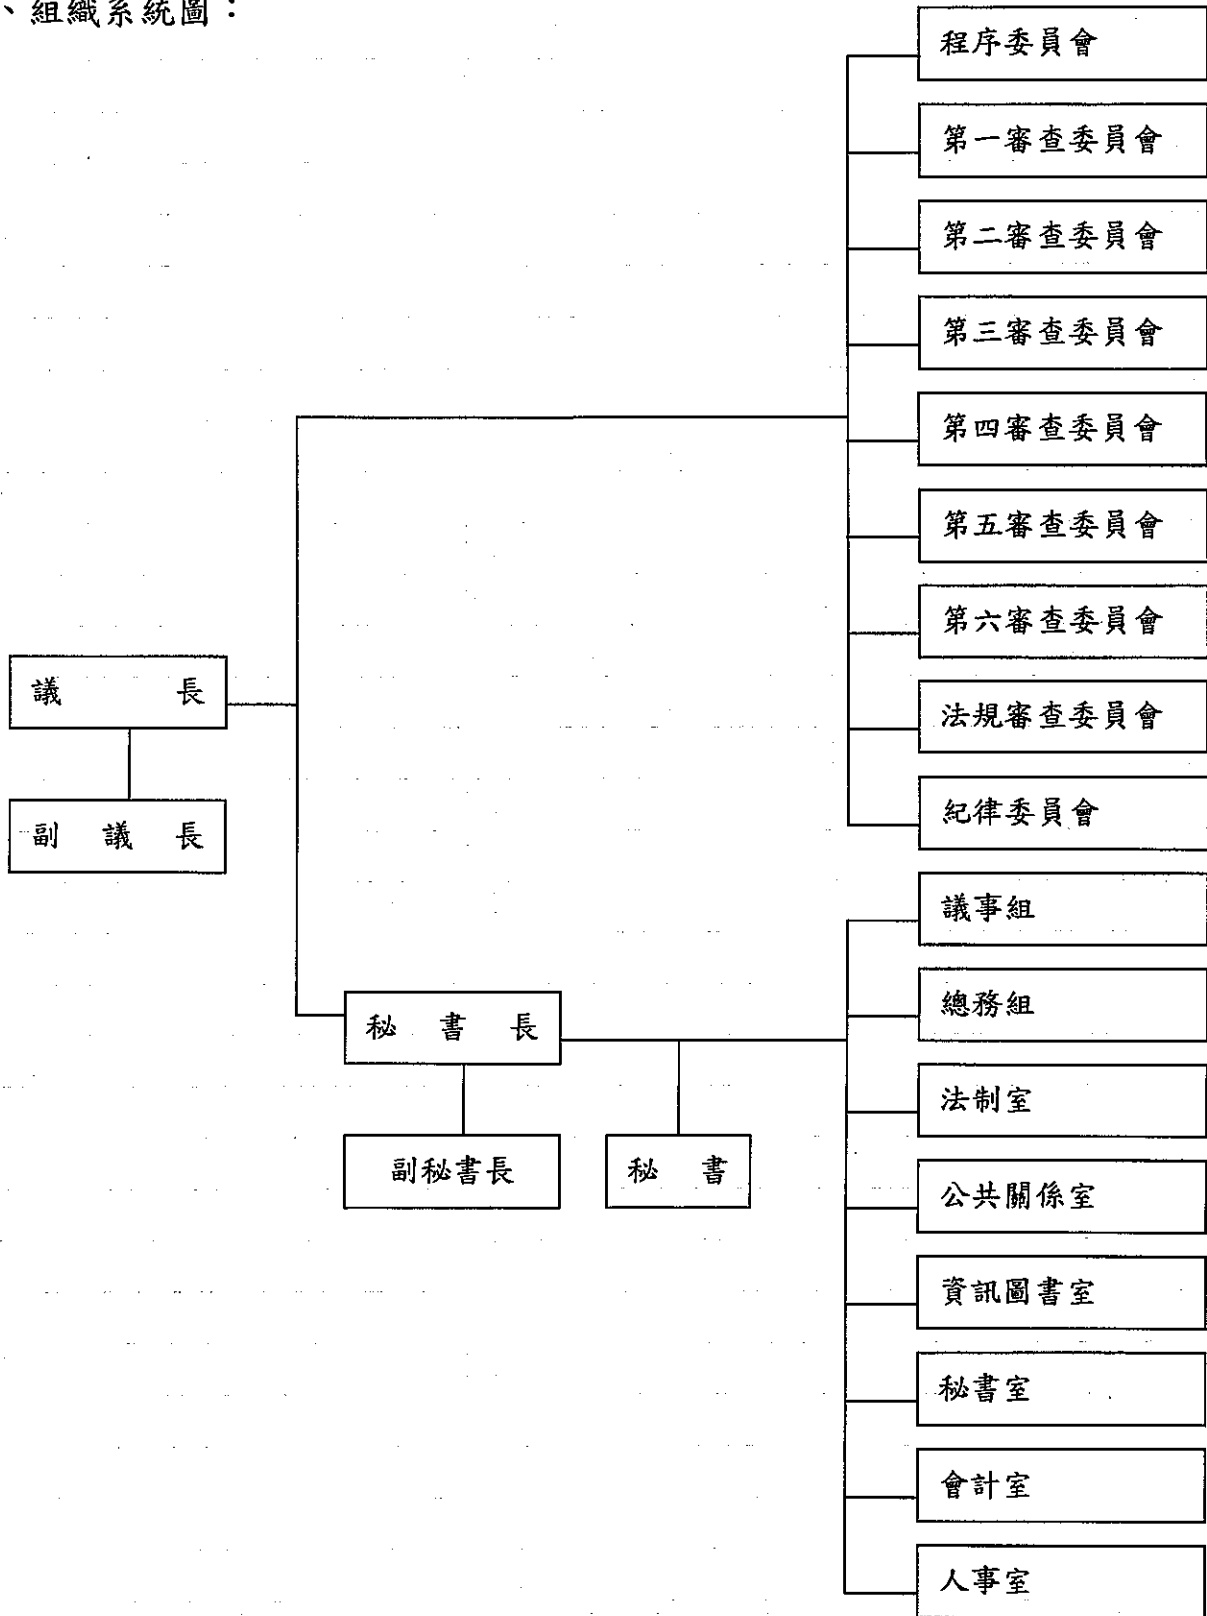 、組織系統圖：
程序委員會
第一審查委員會
第二審查委員會
第三審查委員會
第四審查委員會
第五審查委員會
第六審查委員會
法規審查委員會
紀律委員會
議長
副議長
秘書長
副秘書長
秘書
議事組
總務組
法制室
公共關係室
資訊圖書室
秘書室
會計室
人事室